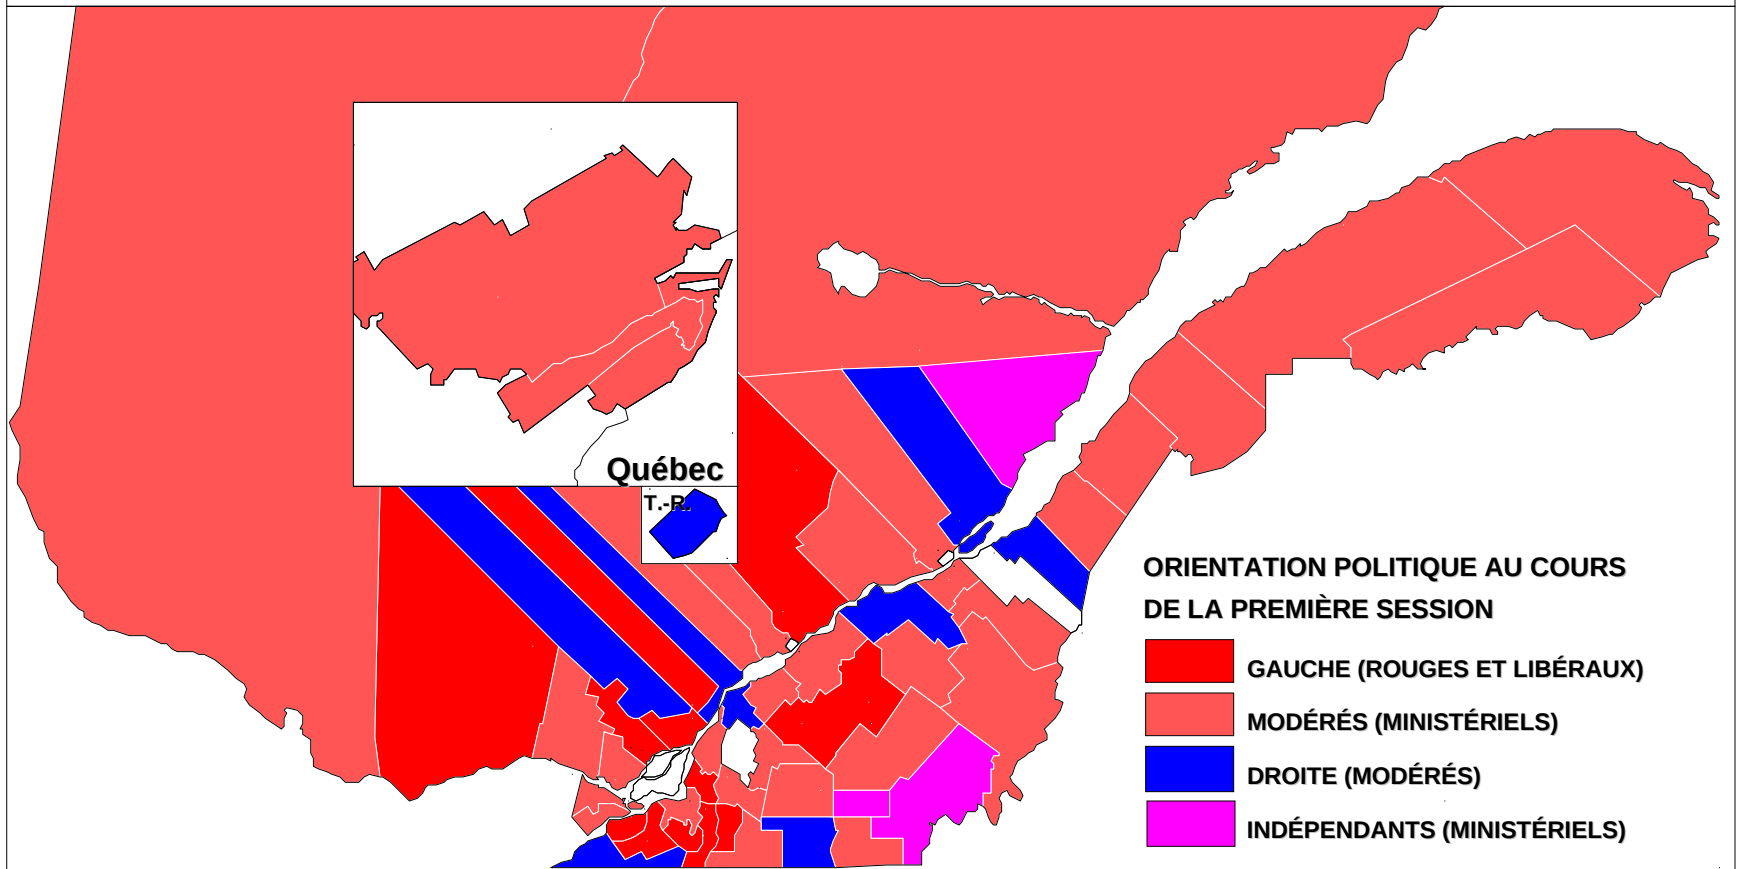 Québec
T.-R.
ORIENTATION POLITIQUE AU COURS
DE LA PREMIÈRE SESSION
GAUCHE (ROUGES ET LIBÉRAUX)
MODÉRÉS (MINISTÉRIELS)
DROITE (MODÉRÉS)
INDÉPENDANTS (MINISTÉRIELS)